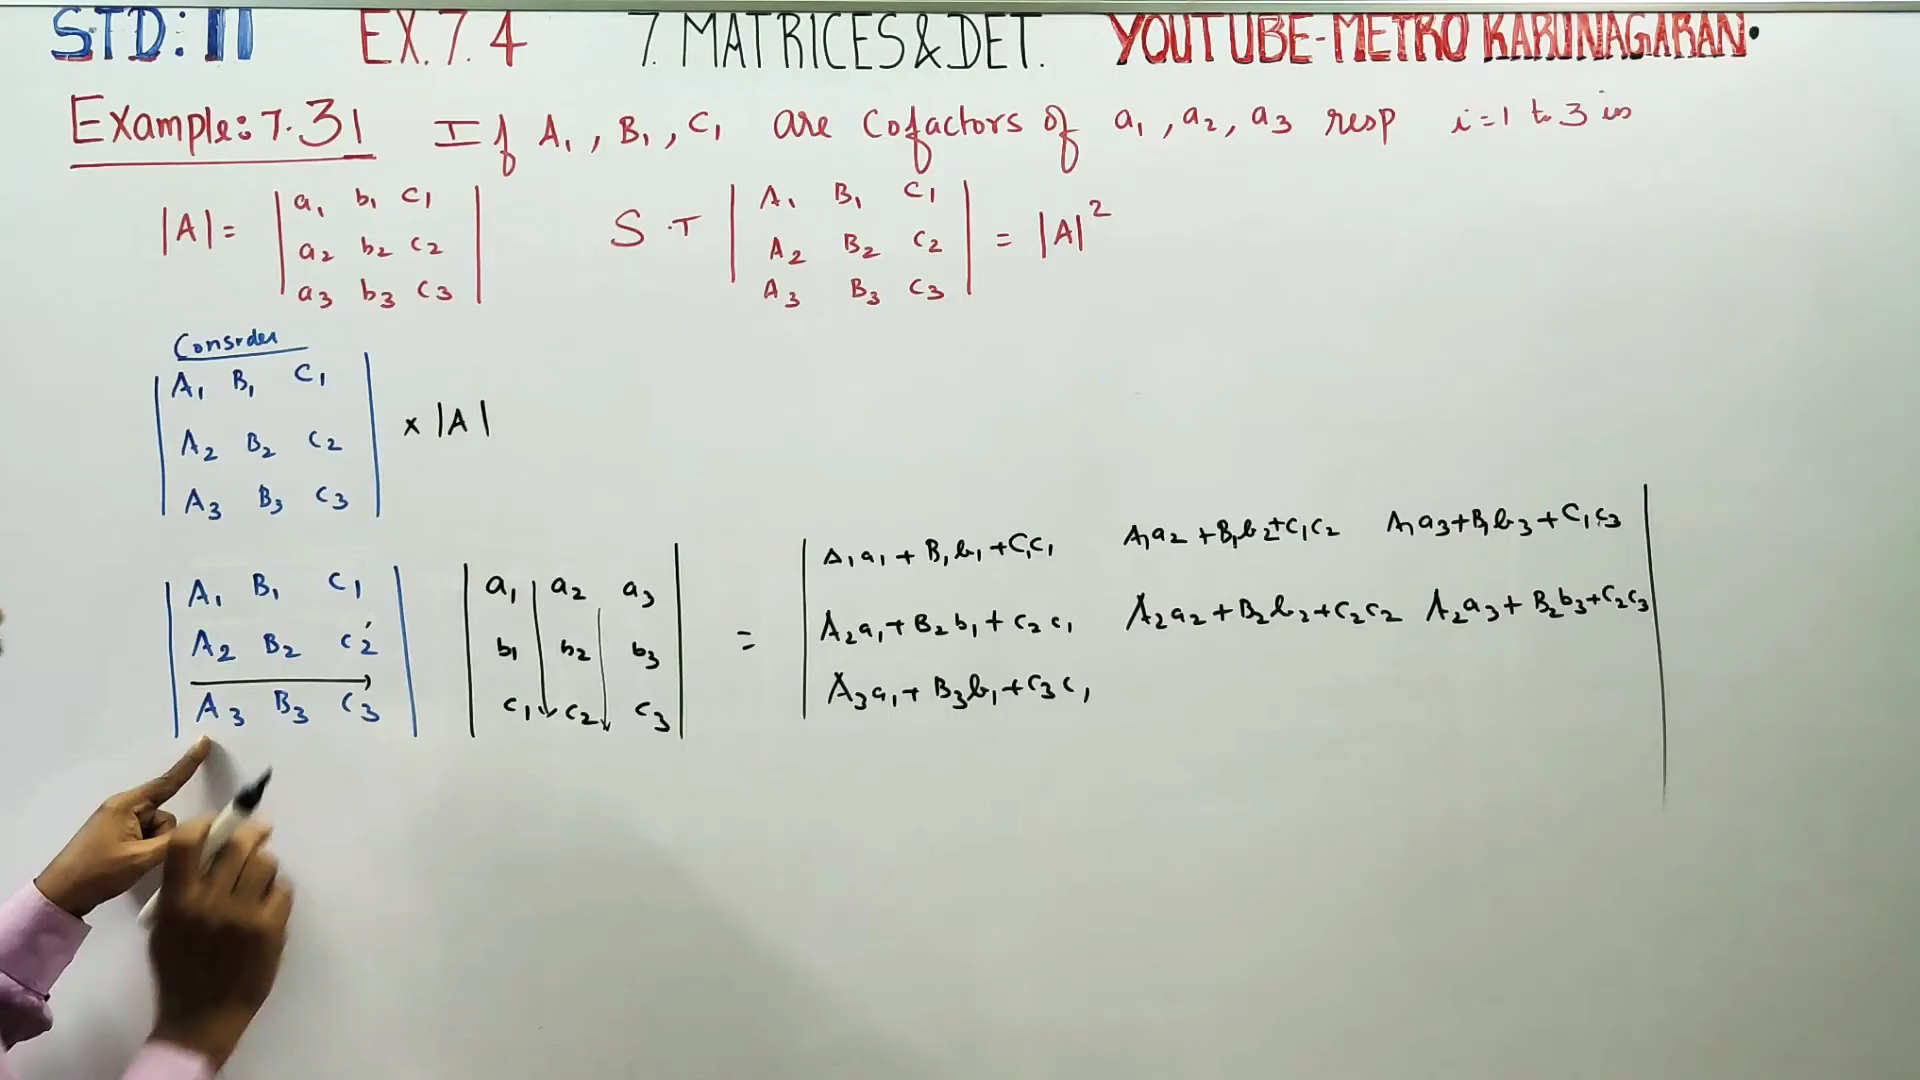 STD: 11 EX.7.4 7. MATRICES & DET. YOUTUBE-METRO KARUNAGARAN.
Example: 7.31 If A₁, B₁, C₁ are Cofactors of a₁, a₂, a₃ resp i=1 to 3 in
|A| = | a₁ b₁ c₁ | S.T | A₁ B₁ C₁ | = |A|²
a₂ b₂ c₂ A₂ B₂ C₂
a₃ b₃ c₃ A₃ B₃ C₃
Consider
| A₁ B₁ C₁ | × |A|
A₂ B₂ C₂
A₃ B₃ C₃
| A₁ B₁ C₁ | | a₁ a₂ a₃ | = | A₁a₁ + B₁b₁ + C₁c₁ A₁a₂ + B₁b₂ + C₁c₂ A₁a₃ + B₁b₃ + C₁c₃ |
A₂ B₂ C₂ b₁ b₂ b₃ A₂a₁ + B₂b₁ + C₂c₁ A₂a₂ + B₂b₂ + C₂c₂ A₂a₃ + B₂b₃ + C₂c₃
A₃ B₃ C₃ c₁ c₂ c₃ A₃a₁ + B₃b₁ + C₃c₁